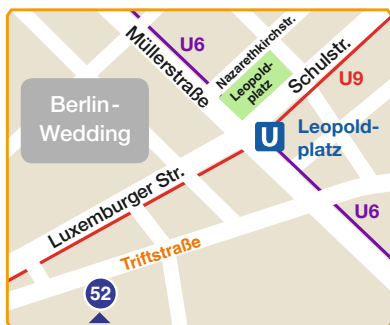 U6
Müllerstraße
Nazarethkirchstr.
Leopold-
platz
Schulstr.
U9
Berlin-
Wedding
U
Leopold-
platz
Luxemburger Str.
U6
Triftstraße
52